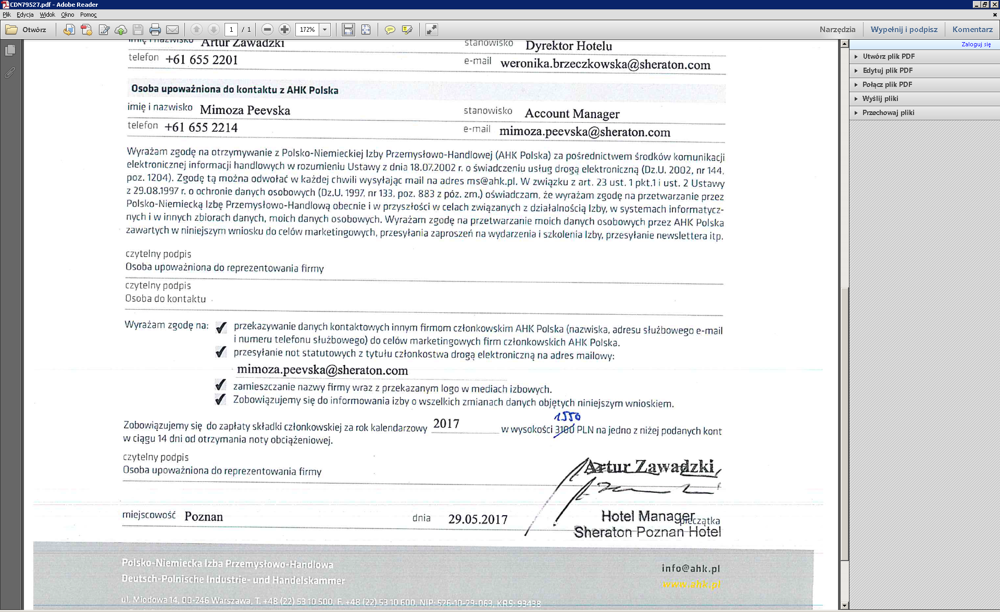 CDN79527.pdf - Adobe Reader
Plik Edycja Widok Okno Pomoc
Otwórz 1 / 1 172% Narzędzia Wypełnij i podpisz Komentarz
Zaloguj się
Utwórz plik PDF
Edytuj plik PDF
Połącz plik PDF
Wyślij pliki
Przechowaj pliki
imię i nazwisko Artur Zawadzki stanowisko Dyrektor Hotelu
telefon +61 655 2201 e-mail weronika.brzeczkowska@sheraton.com
Osoba upoważniona do kontaktu z AHK Polska
imię i nazwisko Mimoza Peevska stanowisko Account Manager
telefon +61 655 2214 e-mail mimoza.peevska@sheraton.com
Wyrażam zgodę na otrzymywanie z Polsko-Niemieckiej Izby Przemysłowo-Handlowej (AHK Polska) za pośrednictwem środków komunikacji
elektronicznej informacji handlowych w rozumieniu Ustawy z dnia 18.07.2002 r. o świadczeniu usług drogą elektroniczną (Dz.U. 2002, nr 144,
poz. 1204). Zgodę tą można odwołać w każdej chwili wysyłając mail na adres ms@ahk.pl. W związku z art. 23 ust. 1 pkt.1 i ust. 2 Ustawy
z 29.08.1997 r. o ochronie danych osobowych (Dz.U. 1997, nr 133, poz. 883 z póz. zm.) oświadczam, że wyrażam zgodę na przetwarzanie przez
Polsko-Niemiecką Izbę Przemysłowo-Handlową obecnie i w przyszłości w celach związanych z działalnością Izby, w systemach informatycz-
nych i w innych zbiorach danych, moich danych osobowych. Wyrażam zgodę na przetwarzanie moich danych osobowych przez AHK Polska
zawartych w niniejszym wniosku do celów marketingowych, przesyłania zaproszeń na wydarzenia i szkolenia Izby, przesyłanie newslettera itp.
czytelny podpis
Osoba upoważniona do reprezentowania firmy
czytelny podpis
Osoba do kontaktu
Wyrażam zgodę na: przekazywanie danych kontaktowych innym firmom członkowskim AHK Polska (nazwiska, adresu służbowego e-mail
i numeru telefonu służbowego) do celów marketingowych firm członkowskich AHK Polska.
przesyłanie not statutowych z tytułu członkostwa drogą elektroniczną na adres mailowy:
mimoza.peevska@sheraton.com
zamieszczanie nazwy firmy wraz z przekazanym logo w mediach izbowych.
Zobowiązujemy się do informowania izby o wszelkich zmianach danych objętych niniejszym wnioskiem.
1550
Zobowiązujemy się do zapłaty składki członkowskiej za rok kalendarzowy 2017 w wysokości 3100 PLN na jedno z niżej podanych kont
w ciągu 14 dni od otrzymania noty obciążeniowej.
czytelny podpis
Osoba upoważniona do reprezentowania firmy
Artur Zawadzki
miejscowość Poznan dnia 29.05.2017 pieczątka
Hotel Manager
Sheraton Poznan Hotel
Polsko-Niemiecka Izba Przemysłowo-Handlowa
Deutsch-Polnische Industrie- und Handelskammer
info@ahk.pl
www.ahk.pl
ul. Miodowa 14, 00-246 Warszawa, T. +48 (22) 53 10 500, F. +48 (22) 53 10 600, NIP: 526-10-29-063, KRS: 93438